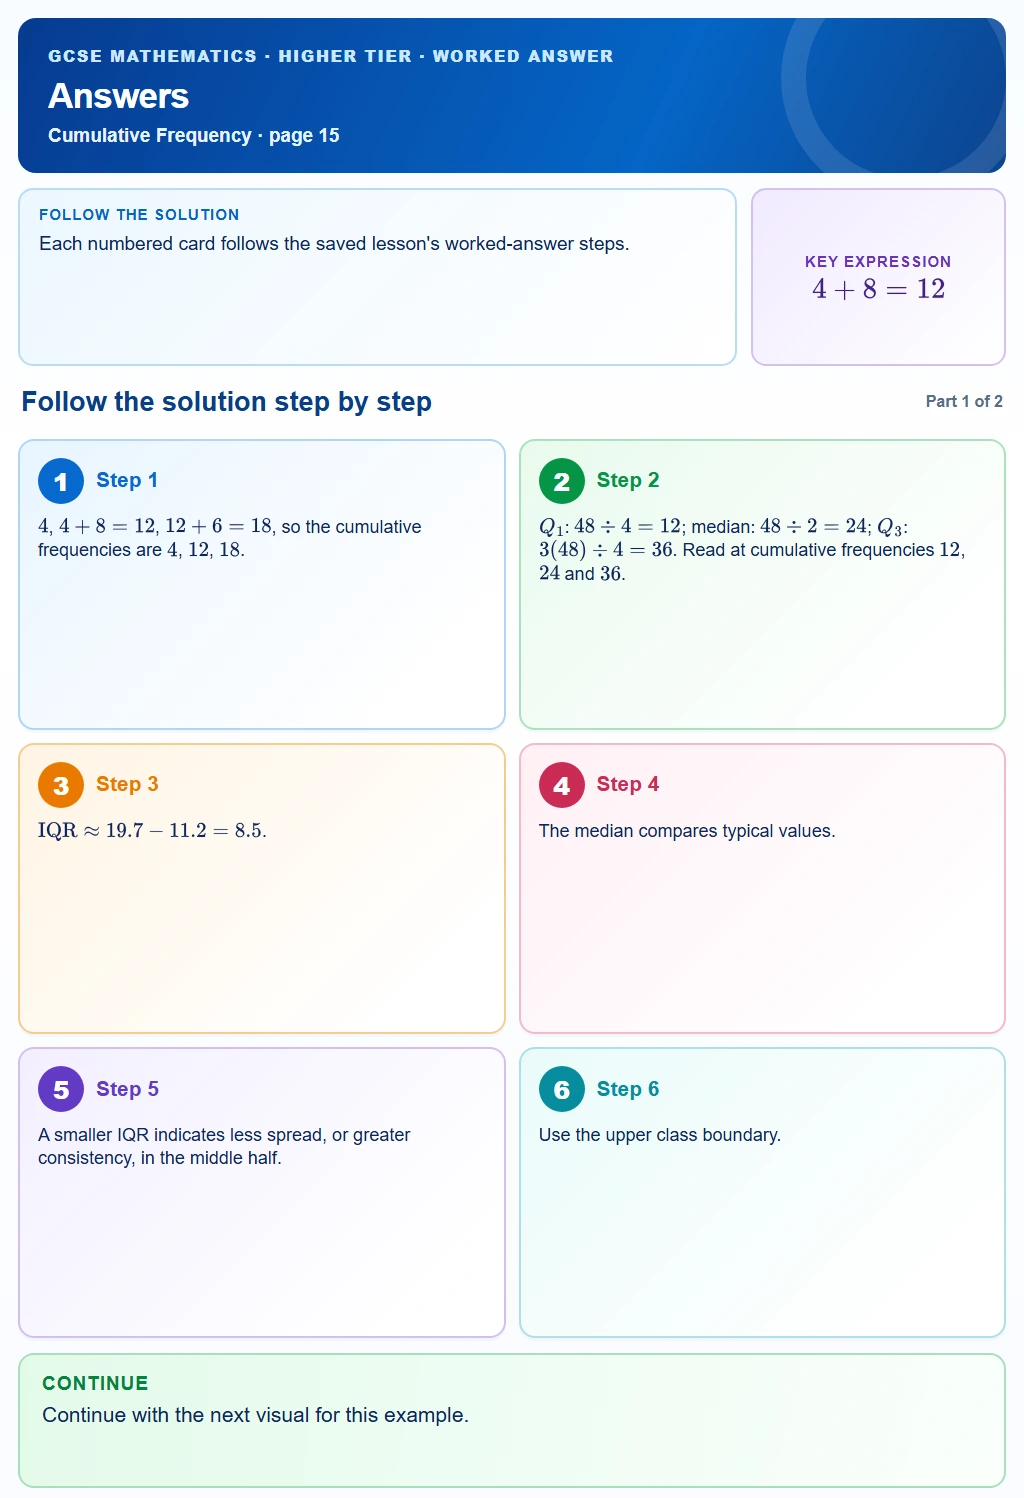 GCSE MATHEMATICS · HIGHER TIER · WORKED ANSWER
Answers
Cumulative Frequency · page 15
FOLLOW THE SOLUTION
Each numbered card follows the saved lesson's worked-answer steps.
KEY EXPRESSION
4 + 8 = 12
Follow the solution step by step
Part 1 of 2
1 Step 1
4, 4 + 8 = 12, 12 + 6 = 18, so the cumulative
frequencies are 4, 12, 18.
2 Step 2
Q₁: 48 ÷ 4 = 12; median: 48 ÷ 2 = 24; Q₃:
3(48) ÷ 4 = 36. Read at cumulative frequencies 12,
24 and 36.
3 Step 3
IQR ≈ 19.7 − 11.2 = 8.5.
4 Step 4
The median compares typical values.
5 Step 5
A smaller IQR indicates less spread, or greater
consistency, in the middle half.
6 Step 6
Use the upper class boundary.
CONTINUE
Continue with the next visual for this example.